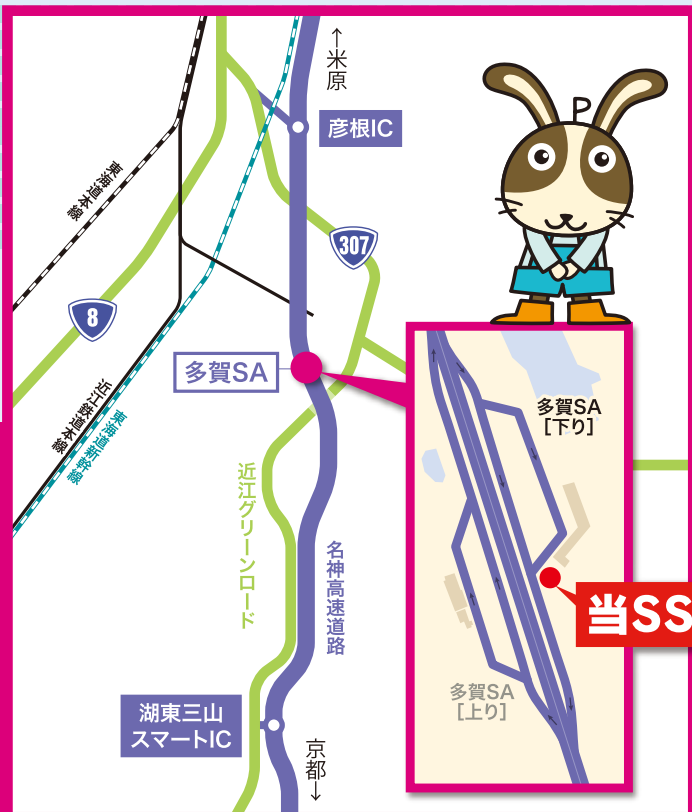 ↑米原
彦根IC
P
東海道本線
307
8
多賀SA
近江鉄道本線
東海道新幹線
多賀SA
[下り]
近江グリーンロード
名神高速道路
当SS
多賀SA
[上り]
湖東三山
スマートIC
京都↓